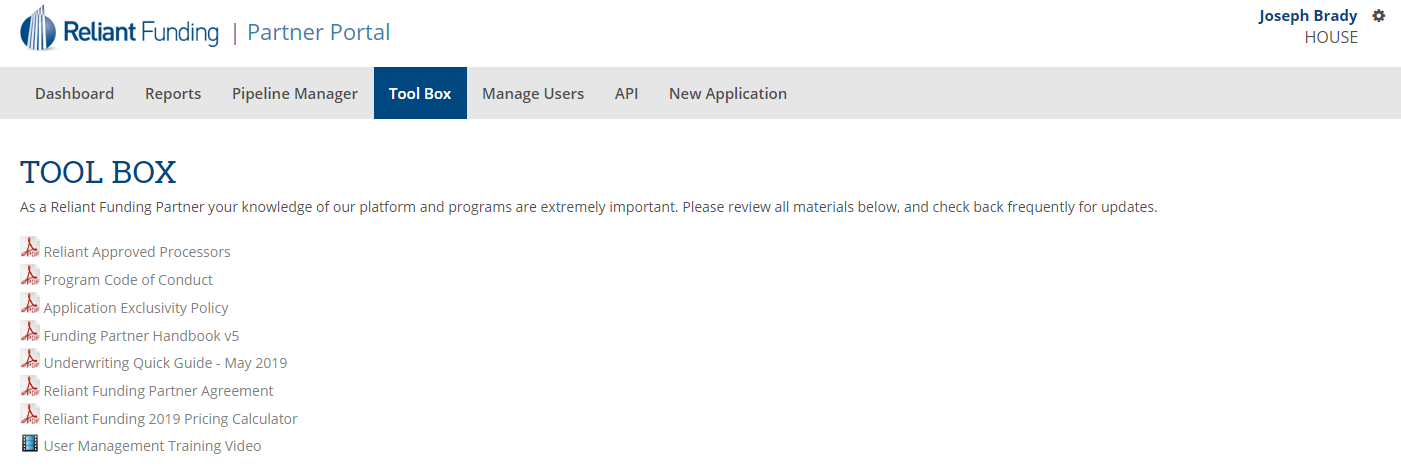 Reliant Funding | Partner Portal
Joseph Brady
HOUSE
Dashboard Reports Pipeline Manager Tool Box Manage Users API New Application
TOOL BOX
As a Reliant Funding Partner your knowledge of our platform and programs are extremely important. Please review all materials below, and check back frequently for updates.
Reliant Approved Processors
Program Code of Conduct
Application Exclusivity Policy
Funding Partner Handbook v5
Underwriting Quick Guide - May 2019
Reliant Funding Partner Agreement
Reliant Funding 2019 Pricing Calculator
User Management Training Video